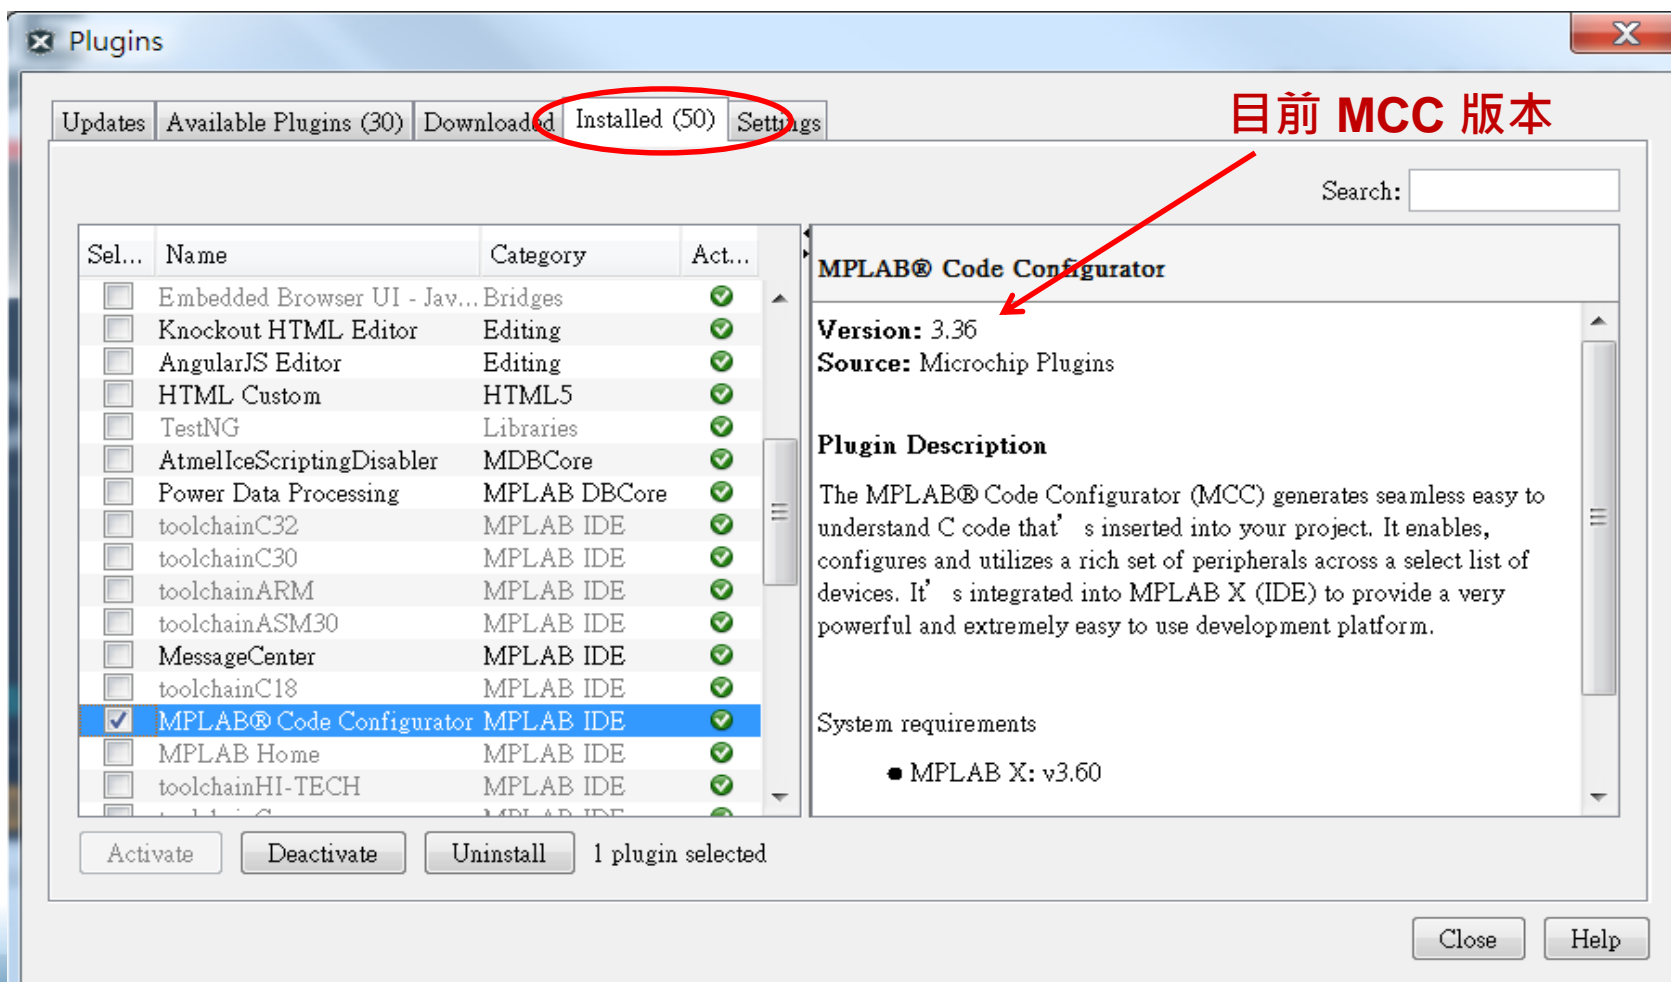 Plugins
Updates Available Plugins (30) Downloaded Installed (50) Settings
目前 MCC 版本
Search:
Sel... Name Category Act...
Embedded Browser UI - Jav... Bridges
Knockout HTML Editor Editing
AngularJS Editor Editing
HTML Custom HTML5
TestNG Libraries
AtmelIceScriptingDisabler MDBCore
Power Data Processing MPLAB DBCore
toolchainC32 MPLAB IDE
toolchainC30 MPLAB IDE
toolchainARM MPLAB IDE
toolchainASM30 MPLAB IDE
MessageCenter MPLAB IDE
toolchainC18 MPLAB IDE
MPLAB® Code Configurator MPLAB IDE
MPLAB Home MPLAB IDE
toolchainHI-TECH MPLAB IDE
MPLAB® Code Configurator
Version: 3.36
Source: Microchip Plugins
Plugin Description
The MPLAB® Code Configurator (MCC) generates seamless easy to
understand C code that’s inserted into your project. It enables,
configures and utilizes a rich set of peripherals across a select list of
devices. It’s integrated into MPLAB X (IDE) to provide a very
powerful and extremely easy to use development platform.
System requirements
● MPLAB X: v3.60
Activate Deactivate Uninstall 1 plugin selected
Close Help